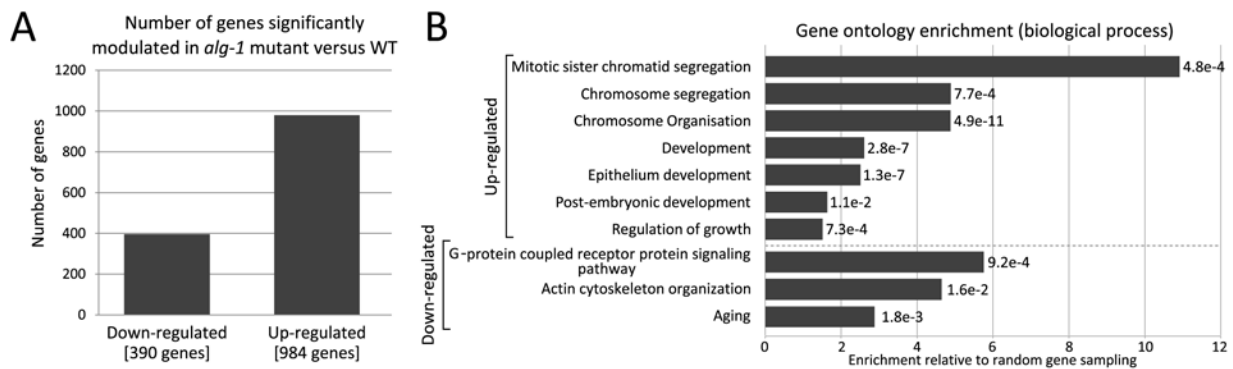 A
Number of genes significantly
modulated in alg-1 mutant versus WT
1200
1000
800
600
400
200
0
Number of genes
Down-regulated
[390 genes]
Up-regulated
[984 genes]
B
Gene ontology enrichment (biological process)
Up-regulated
Mitotic sister chromatid segregation
4.8e-4
Chromosome segregation
7.7e-4
Chromosome Organisation
4.9e-11
Development
2.8e-7
Epithelium development
1.3e-7
Post-embryonic development
1.1e-2
Regulation of growth
7.3e-4
Down-regulated
G-protein coupled receptor protein signaling
pathway
9.2e-4
Actin cytoskeleton organization
1.6e-2
Aging
1.8e-3
0 2 4 6 8 10 12
Enrichment relative to random gene sampling